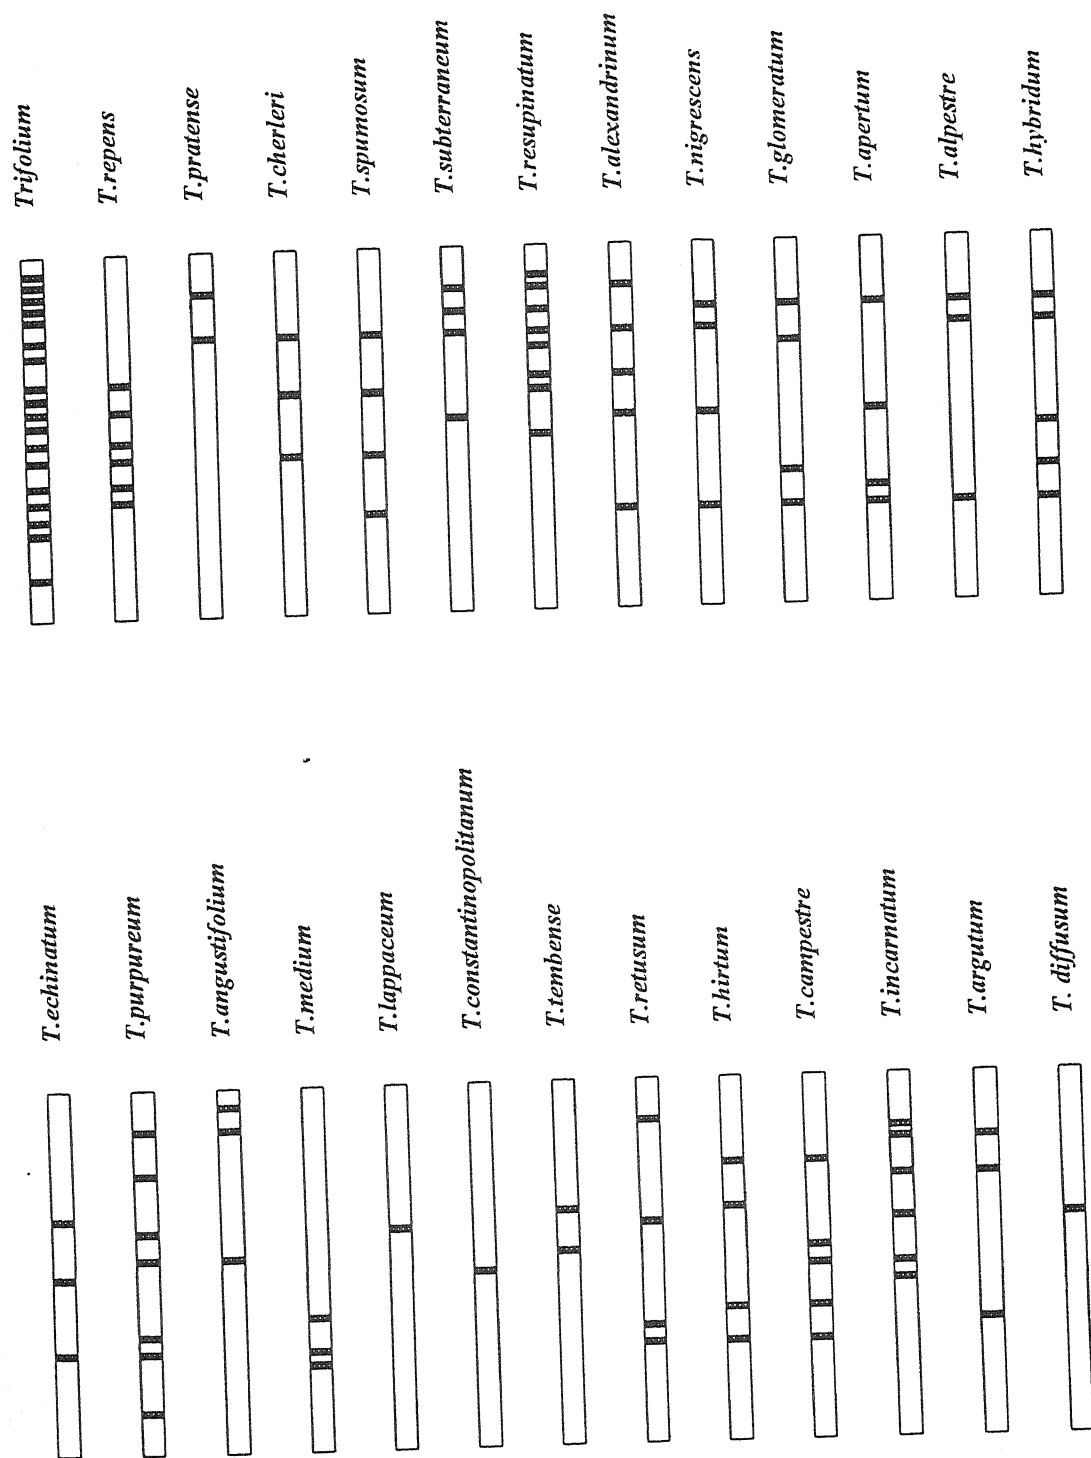 Trifolium
T.repens
T.pratense
T.cherleri
T.spumosum
T.subterraneum
T.resupinatum
T.alexandrinum
T.nigrescens
T.glomeratum
T.apertum
T.alpestre
T.hybridum
T.echinatum
T.purpureum
T.angustifolium
T.medium
T.lappaceum
T.constantinopolitanum
T.tembense
T.retusum
T.hirtum
T.campestre
T.incarnatum
T.argutum
T. diffusum